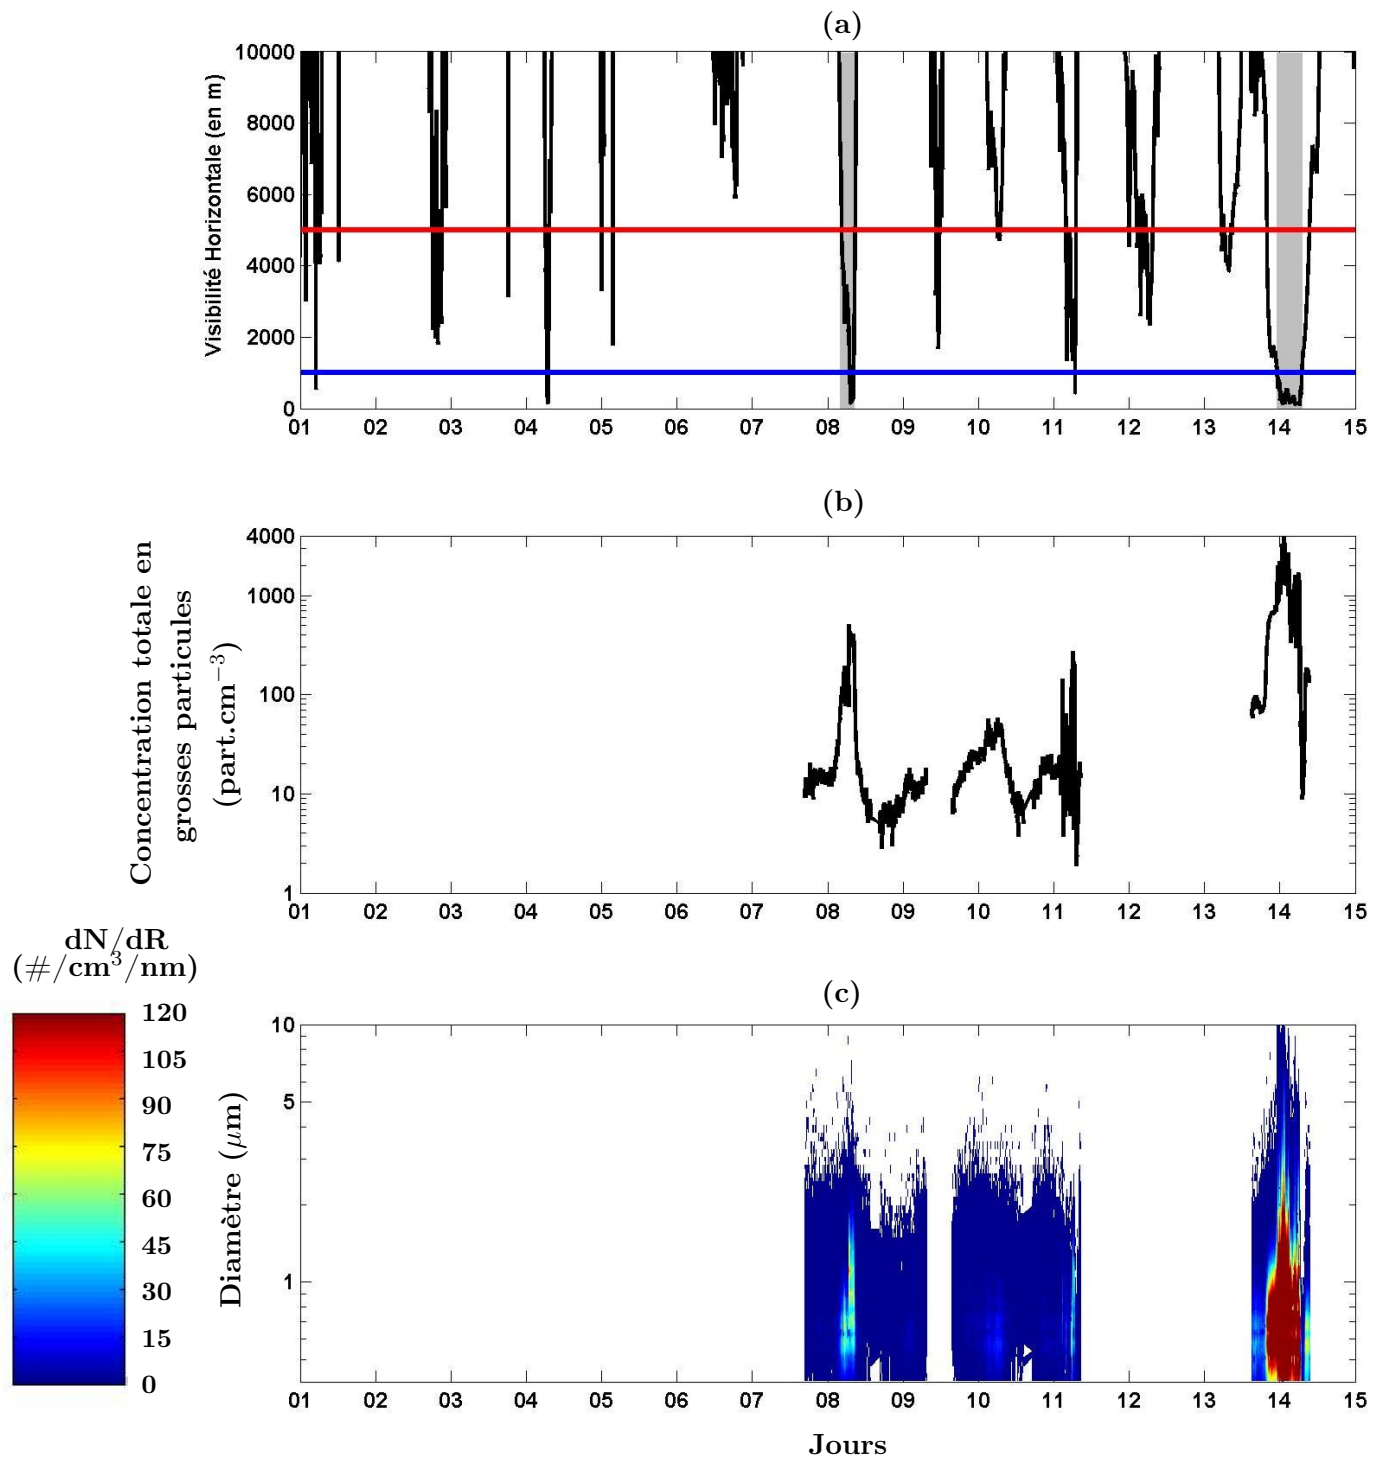 (a)
Visibilité Horizontale (en m)
10000
8000
6000
4000
2000
0
01 02 03 04 05 06 07 08 09 10 11 12 13 14 15
(b)
Concentration totale en
grosses particules
(part.cm⁻³)
4000
1000
100
10
1
01 02 03 04 05 06 07 08 09 10 11 12 13 14 15
dN/dR
(#/cm³/nm)
120
105
90
75
60
45
30
15
0
(c)
Diamètre (μm)
10
5
1
01 02 03 04 05 06 07 08 09 10 11 12 13 14 15
Jours